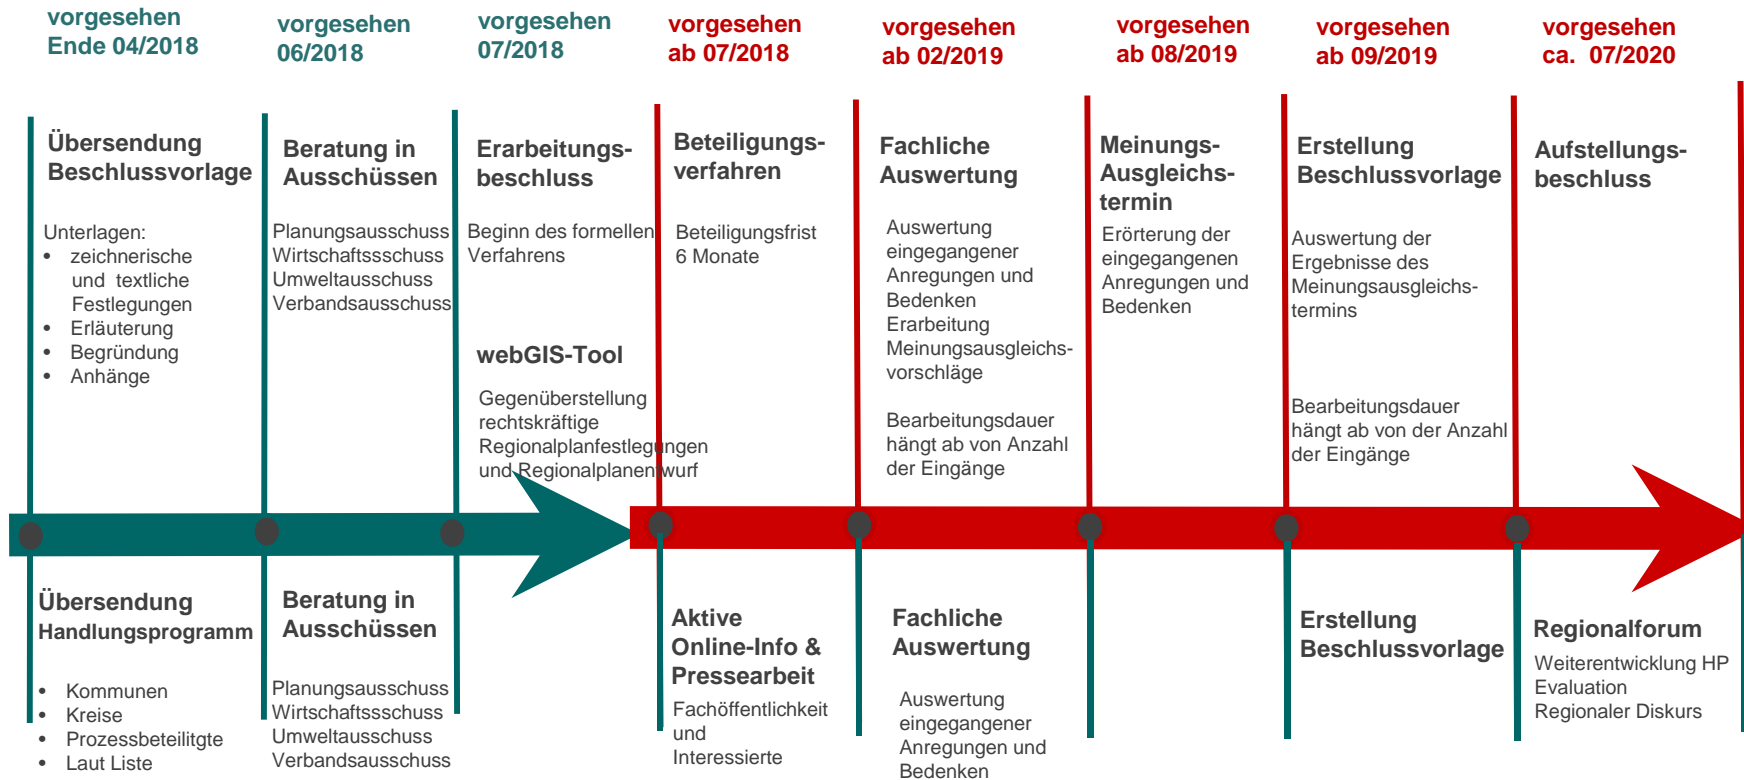 vorgesehen
Ende 04/2018
vorgesehen
06/2018
vorgesehen
07/2018
vorgesehen
ab 07/2018
vorgesehen
ab 02/2019
vorgesehen
ab 08/2019
vorgesehen
ab 09/2019
vorgesehen
ca. 07/2020
Übersendung
Beschlussvorlage
Unterlagen:
• zeichnerische
und textliche
Festlegungen
• Erläuterung
• Begründung
• Anhänge
Beratung in
Ausschüssen
Planungsausschuss
Wirtschaftssschuss
Umweltausschuss
Verbandsausschuss
Erarbeitungs-
beschluss
Beginn des formellen
Verfahrens
webGIS-Tool
Gegenüberstellung
rechtskräftige
Regionalplanfestlegungen
und Regionalplanentwurf
Beteiligungs-
verfahren
Beteiligungsfrist
6 Monate
Fachliche
Auswertung
Auswertung
eingegangener
Anregungen und
Bedenken
Erarbeitung
Meinungsausgleichs-
vorschläge
Bearbeitungsdauer
hängt ab von Anzahl
der Eingänge
Meinungs-
Ausgleichs-
termin
Erörterung der
eingegangenen
Anregungen und
Bedenken
Erstellung
Beschlussvorlage
Auswertung der
Ergebnisse des
Meinungsausgleichs-
termins
Bearbeitungsdauer
hängt ab von der Anzahl
der Eingänge
Aufstellungs-
beschluss
Übersendung
Handlungsprogramm
• Kommunen
• Kreise
• Prozessbeteilitgte
• Laut Liste
Beratung in
Ausschüssen
Planungsausschuss
Wirtschaftssschuss
Umweltausschuss
Verbandsausschuss
Aktive
Online-Info &
Pressearbeit
Fachöffentlichkeit
und
Interessierte
Fachliche
Auswertung
Auswertung
eingegangener
Anregungen und
Bedenken
Erstellung
Beschlussvorlage
Regionalforum
Weiterentwicklung HP
Evaluation
Regionaler Diskurs